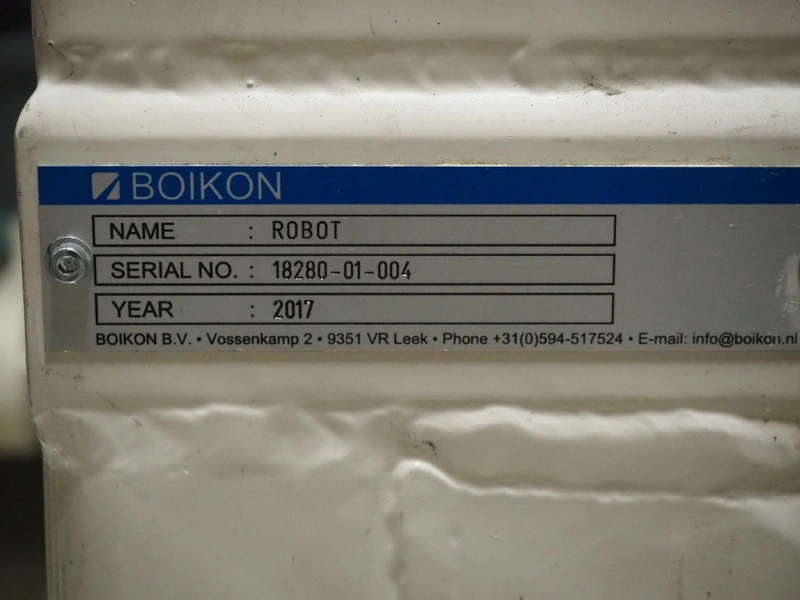 BOIKON
NAME : ROBOT
SERIAL NO. : 18280-01-004
YEAR : 2017
BOIKON B.V. • Vossenkamp 2 • 9351 VR Leek • Phone +31(0)594-517524 • E-mail: info@boikon.nl